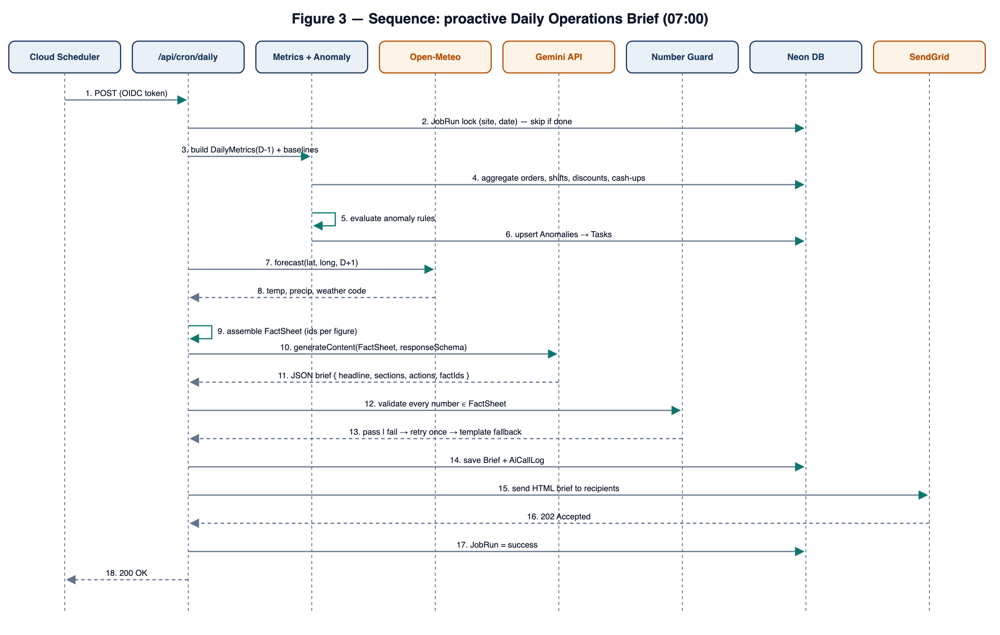 Figure 3 — Sequence: proactive Daily Operations Brief (07:00)
Cloud Scheduler
/api/cron/daily
Metrics + Anomaly
Open-Meteo
Gemini API
Number Guard
Neon DB
SendGrid
1. POST (OIDC token)
2. JobRun lock (site, date) — skip if done
3. build DailyMetrics(D-1) + baselines
4. aggregate orders, shifts, discounts, cash-ups
5. evaluate anomaly rules
6. upsert Anomalies → Tasks
7. forecast(lat, long, D+1)
8. temp, precip, weather code
9. assemble FactSheet (ids per figure)
10. generateContent(FactSheet, responseSchema)
11. JSON brief { headline, sections, actions, factIds }
12. validate every number ∈ FactSheet
13. pass | fail → retry once → template fallback
14. save Brief + AiCallLog
15. send HTML brief to recipients
16. 202 Accepted
17. JobRun = success
18. 200 OK